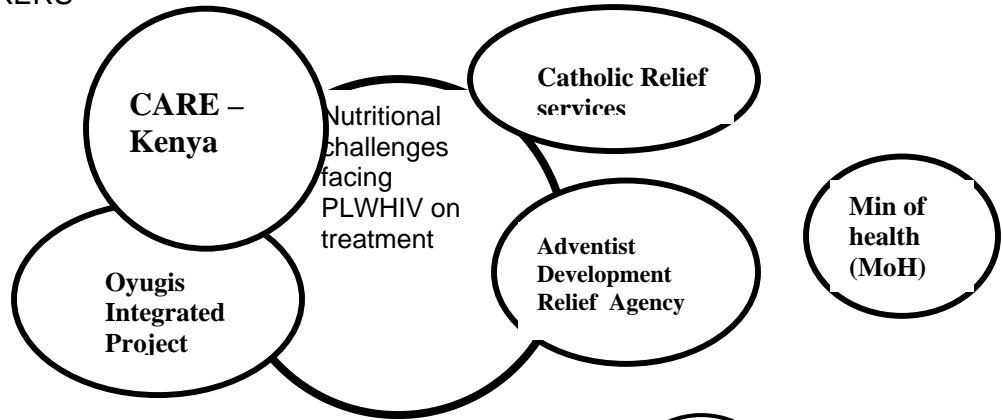 CARE –
Kenya
Nutritional
challenges
facing
PLWHIV on
treatment
Catholic Relief
services
Adventist
Development
Relief Agency
Min of
health
(MoH)
Oyugis
Integrated
Project